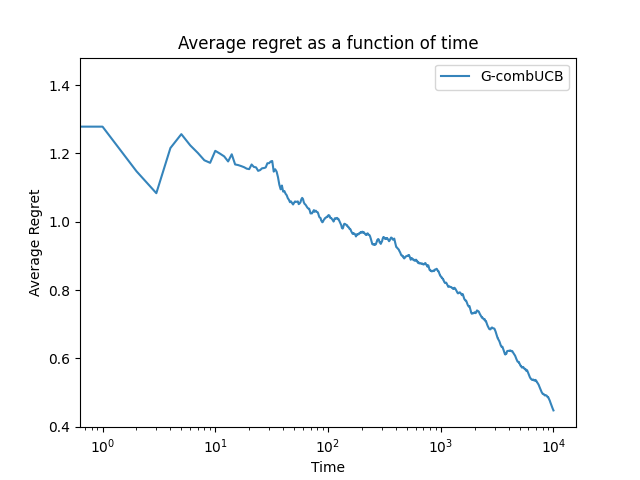 Average regret as a function of time
G-combUCB
Average Regret
1.4
1.2
1.0
0.8
0.6
0.4
10⁰
10¹
10²
10³
10⁴
Time